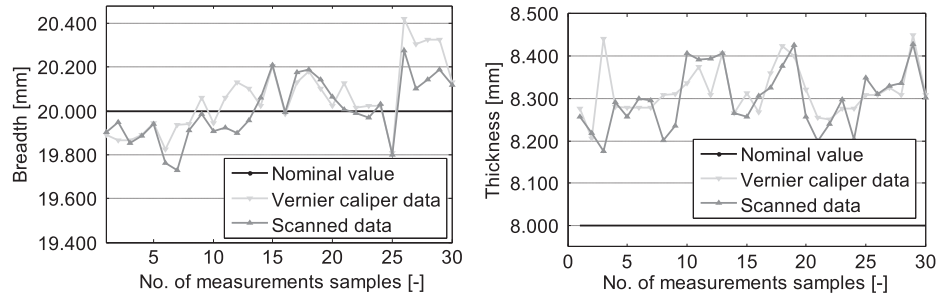 20.400
20.200
20.000
19.800
19.600
19.400
Breadth [mm]
5
10
15
20
25
30
No. of measurements samples [-]
Nominal value
Vernier caliper data
Scanned data
8.500
8.400
8.300
8.200
8.100
8.000
Thickness [mm]
0
5
10
15
20
25
30
No. of measurements samples [-]
Nominal value
Vernier caliper data
Scanned data